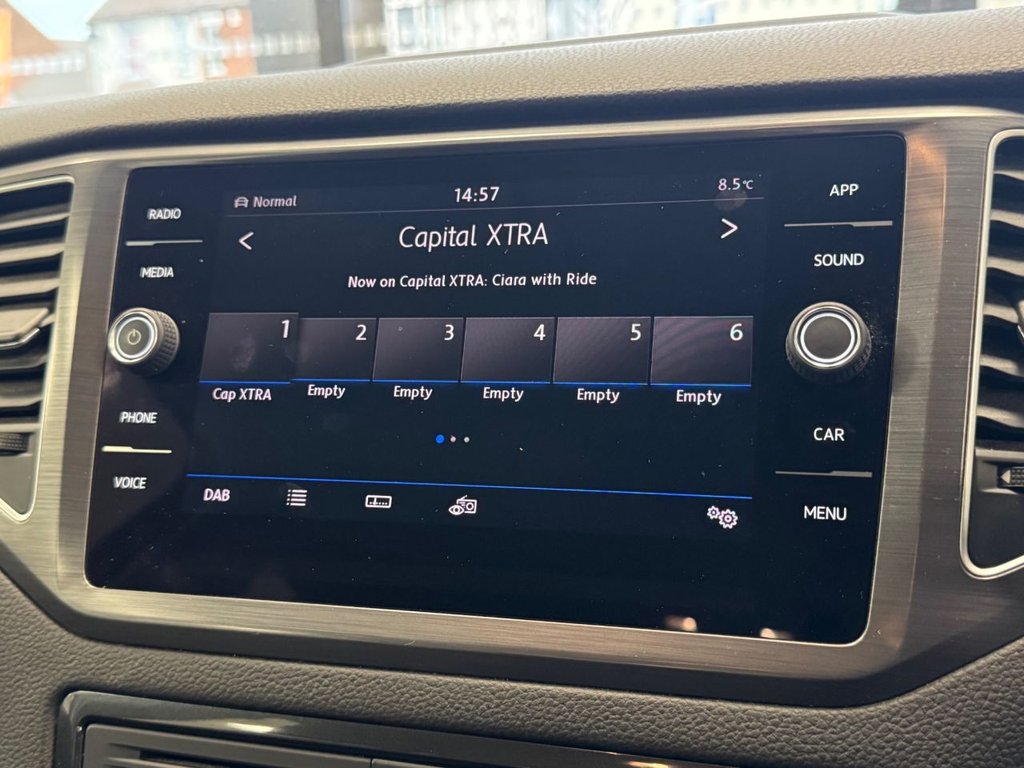 RADIO
MEDIA
PHONE
VOICE
Normal
14:57
8.5°C
< Capital XTRA >
Now on Capital XTRA: Ciara with Ride
1 2 3 4 5 6
Cap XTRA Empty Empty Empty Empty Empty
DAB
APP
SOUND
CAR
MENU